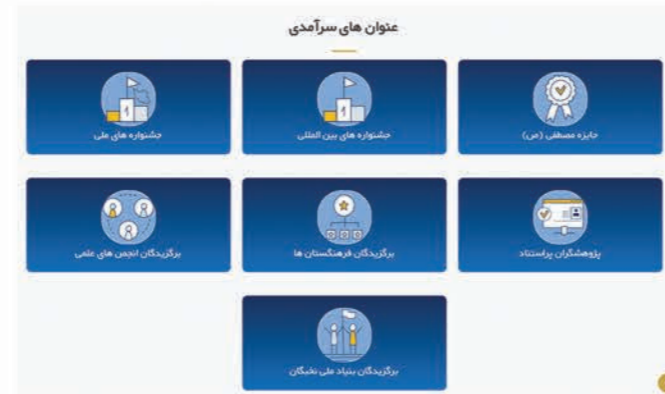 عنوان های سرآمدی
جایزه مصطفی (ص)
جشنواره های بین المللی
جشنواره های ملی
پژوهشگران پراستناد
برگزیدگان فرهنگستان ها
برگزیدگان انجمن های علمی
برگزیدگان بنیاد ملی نخبگان